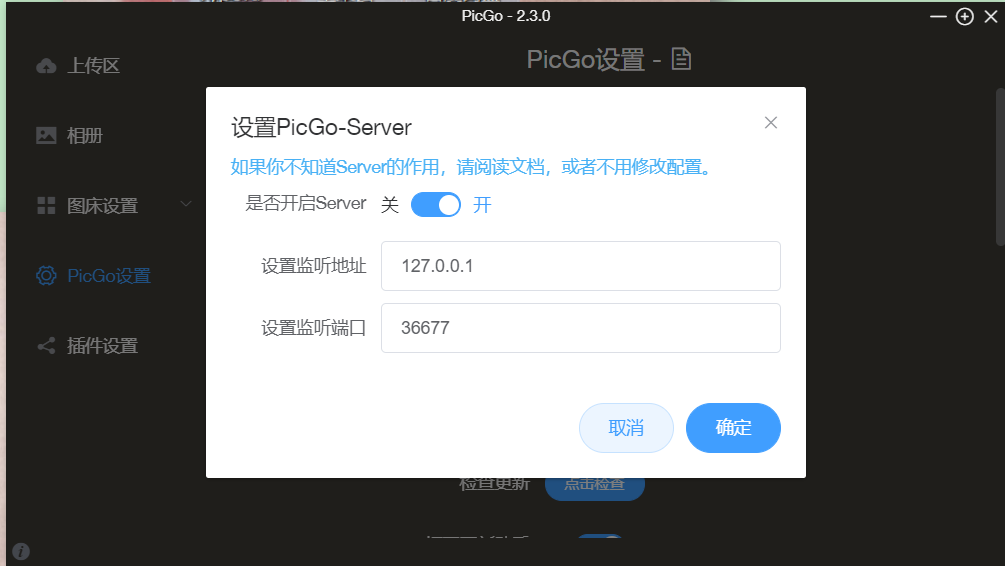 PicGo - 2.3.0
上传区
PicGo设置 -
相册
图床设置
PicGo设置
插件设置
设置PicGo-Server
如果你不知道Server的作用，请阅读文档，或者不用修改配置。
是否开启Server 关 开
设置监听地址 127.0.0.1
设置监听端口 36677
取消 确定
检查更新 点击检查